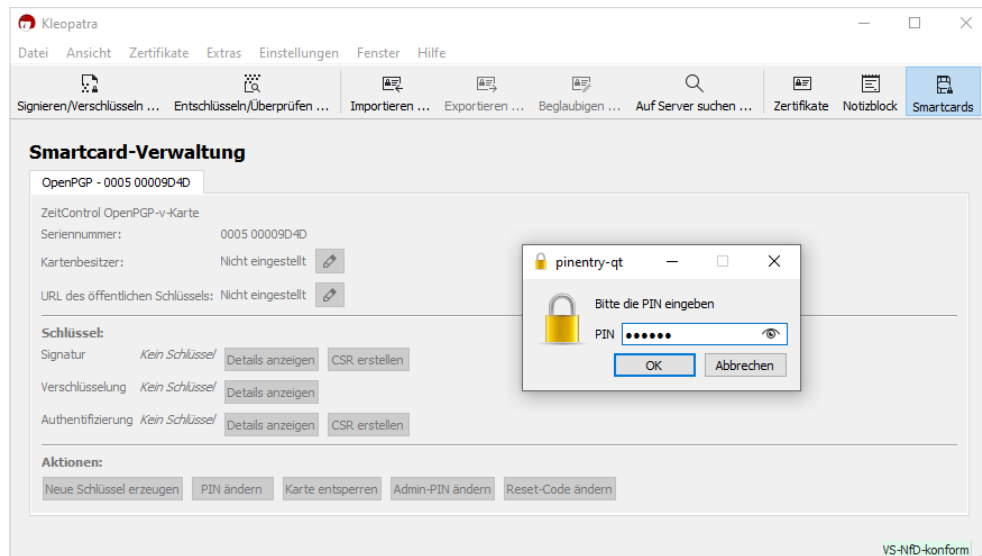 Kleopatra
Datei Ansicht Zertifikate Extras Einstellungen Fenster Hilfe
Signieren/Verschlüsseln ... Entschlüsseln/Überprüfen ... Importieren ... Exportieren ... Beglaubigen ... Auf Server suchen ... Zertifikate Notizblock Smartcards
Smartcard-Verwaltung
OpenPGP - 0005 00009D4D
ZeitControl OpenPGP-v-Karte
Seriennummer: 0005 00009D4D
Kartenbesitzer: Nicht eingestellt
URL des öffentlichen Schlüssels: Nicht eingestellt
Schlüssel:
Signatur Kein Schlüssel Details anzeigen CSR erstellen
Verschlüsselung Kein Schlüssel Details anzeigen
Authentifizierung Kein Schlüssel Details anzeigen CSR erstellen
Aktionen:
Neue Schlüssel erzeugen PIN ändern Karte entsperren Admin-PIN ändern Reset-Code ändern
pinentry-qt
Bitte die PIN eingeben
PIN ●●●●●●
OK Abbrechen
VS-NfD-konform